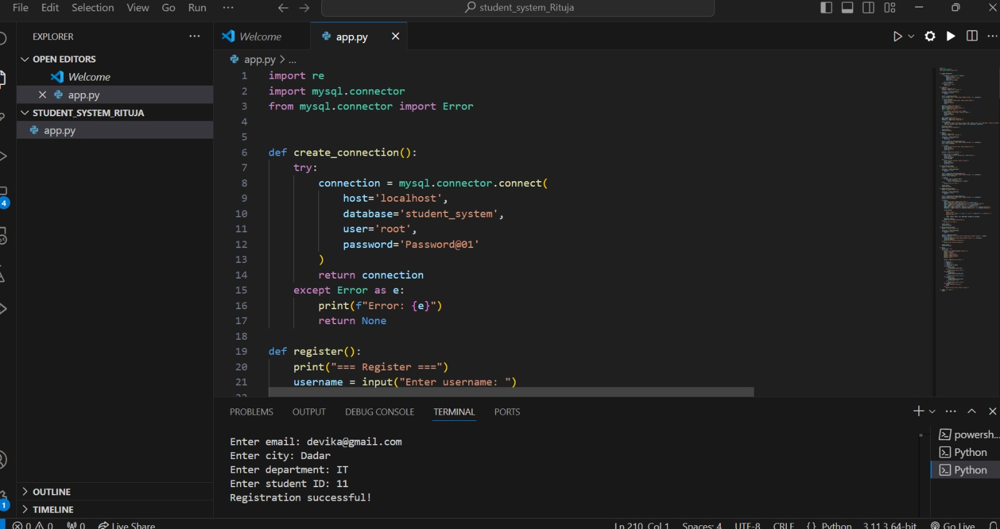 File Edit Selection View Go Run ... student_system_Rituja
EXPLORER ...
OPEN EDITORS
Welcome
app.py
STUDENT_SYSTEM_RITUJA
app.py
OUTLINE
TIMELINE
Welcome app.py
app.py > ...
1 import re
2 import mysql.connector
3 from mysql.connector import Error
4
5
6 def create_connection():
7 try:
8 connection = mysql.connector.connect(
9 host='localhost',
10 database='student_system',
11 user='root',
12 password='Password@01'
13 )
14 return connection
15 except Error as e:
16 print(f"Error: {e}")
17 return None
18
19 def register():
20 print("=== Register ===")
21 username = input("Enter username: ")
PROBLEMS OUTPUT DEBUG CONSOLE TERMINAL PORTS
Enter email: devika@gmail.com
Enter city: Dadar
Enter department: IT
Enter student ID: 11
Registration successful!
powersh...
Python
Python
4
1
0 0 0 Live Share Ln 210, Col 1 Spaces: 4 UTF-8 CRLF {} Python 3.11.3 64-bit Go Live